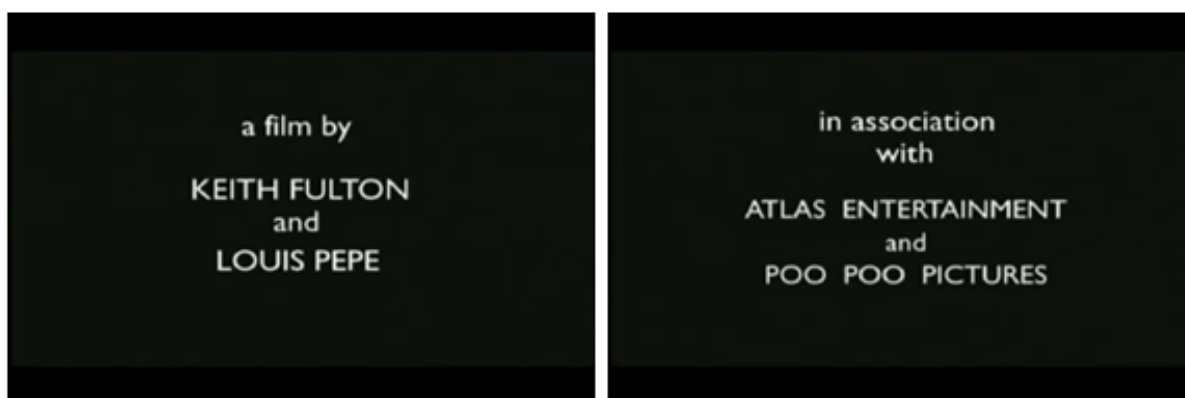 a film by
KEITH FULTON
and
LOUIS PEPE
in association
with
ATLAS ENTERTAINMENT
and
POO POO PICTURES